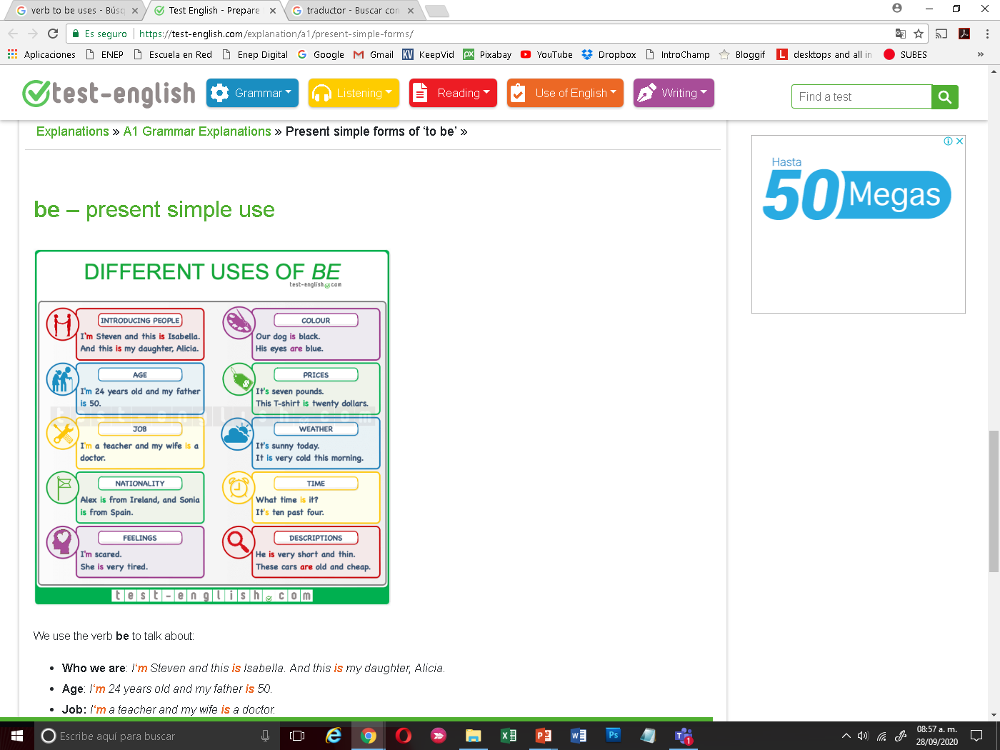 verb to be uses - Búsq
Test English - Prepare
traductor - Buscar con
Es seguro
https://test-english.com/explanation/a1/present-simple-forms/
Aplicaciones
ENEP
Escuela en Red
Enep Digital
Google
Gmail
KeepVid
Pixabay
YouTube
Dropbox
IntroChamp
Bloggif
desktops and all in
SUBES
»
test-english
Grammar
Listening
Reading
Use of English
Writing
Find a test
Explanations » A1 Grammar Explanations » Present simple forms of ‘to be’ »
Hasta
50 Megas
be – present simple use
DIFFERENT USES OF BE
test-english.com
INTRODUCING PEOPLE
I'm Steven and this is Isabella.
And this is my daughter, Alicia.
COLOUR
Our dog is black.
His eyes are blue.
AGE
I'm 24 years old and my father
is 50.
PRICES
It's seven pounds.
This T-shirt is twenty dollars.
test-english.com
JOB
I'm a teacher and my wife is a
doctor.
WEATHER
It's sunny today.
It is very cold this morning.
NATIONALITY
Alex is from Ireland, and Sonia
is from Spain.
TIME
What time is it?
It's ten past four.
FEELINGS
I'm scared.
She is very tired.
DESCRIPTIONS
He is very short and thin.
These cars are old and cheap.
test-english.com
We use the verb be to talk about:
• Who we are: I‘m Steven and this is Isabella. And this is my daughter, Alicia.
• Age: I‘m 24 years old and my father is 50.
• Job: I‘m a teacher and my wife is a doctor.
Escribe aquí para buscar
08:57 a. m.
28/09/2020